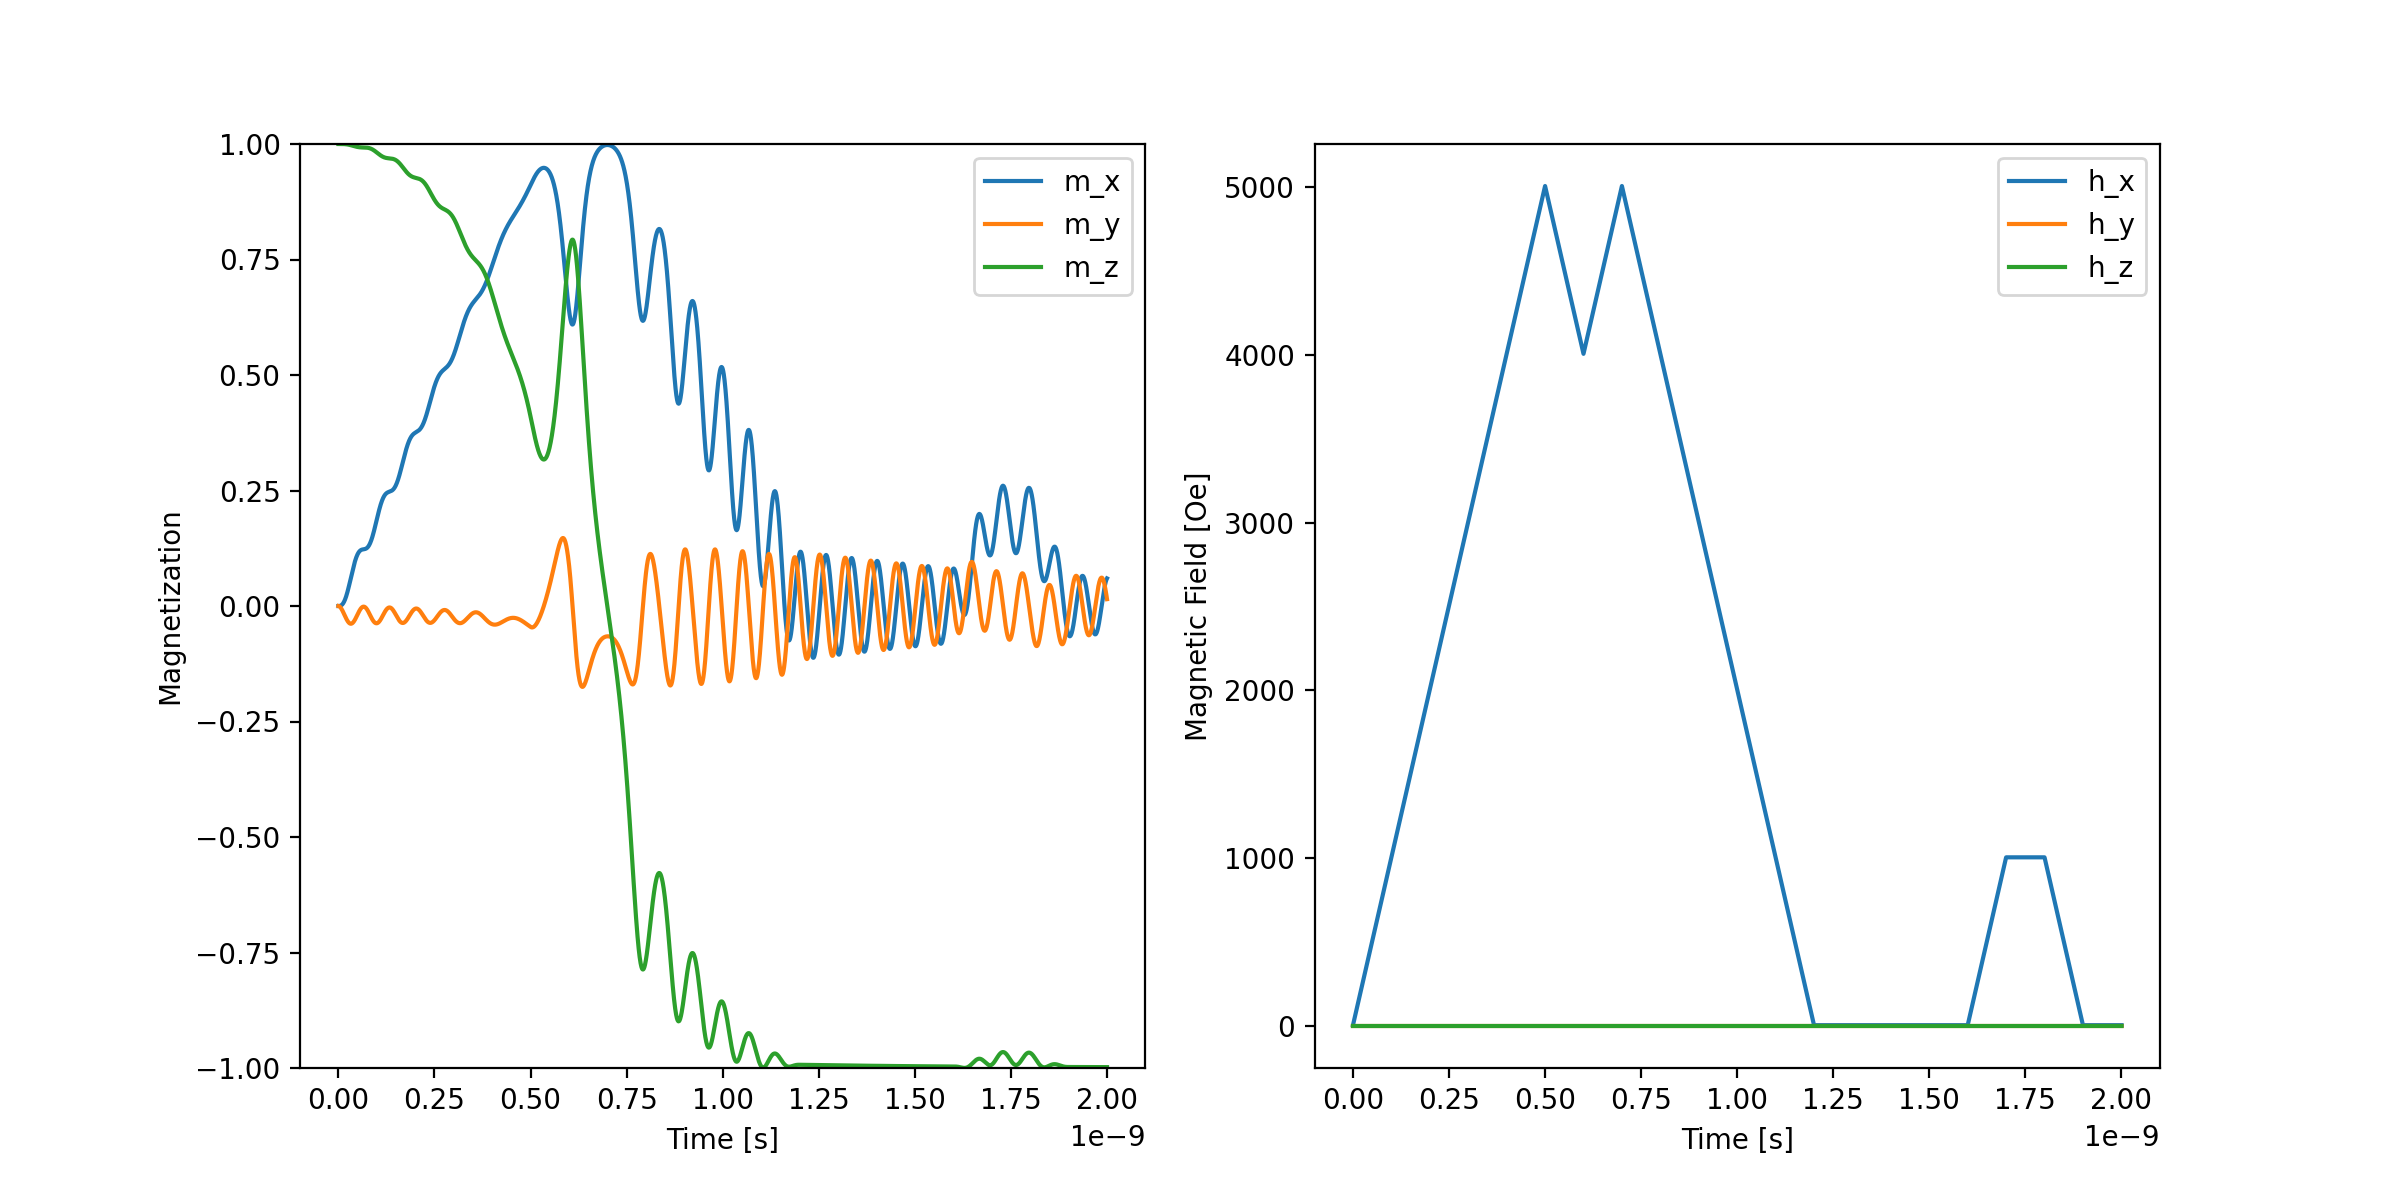 Magnetization
1.00
0.75
0.50
0.25
0.00
−0.25
−0.50
−0.75
−1.00
m_x
m_y
m_z
0.00 0.25 0.50 0.75 1.00 1.25 1.50 1.75 2.00
Time [s]
1e−9
Magnetic Field [Oe]
5000
4000
3000
2000
1000
0
h_x
h_y
h_z
0.00 0.25 0.50 0.75 1.00 1.25 1.50 1.75 2.00
Time [s]
1e−9